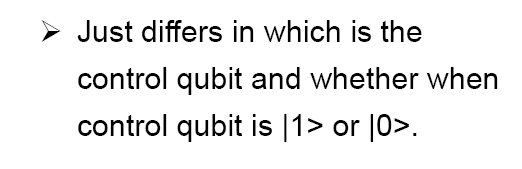 ➢ Just differs in which is the
control qubit and whether when
control qubit is |1> or |0>.